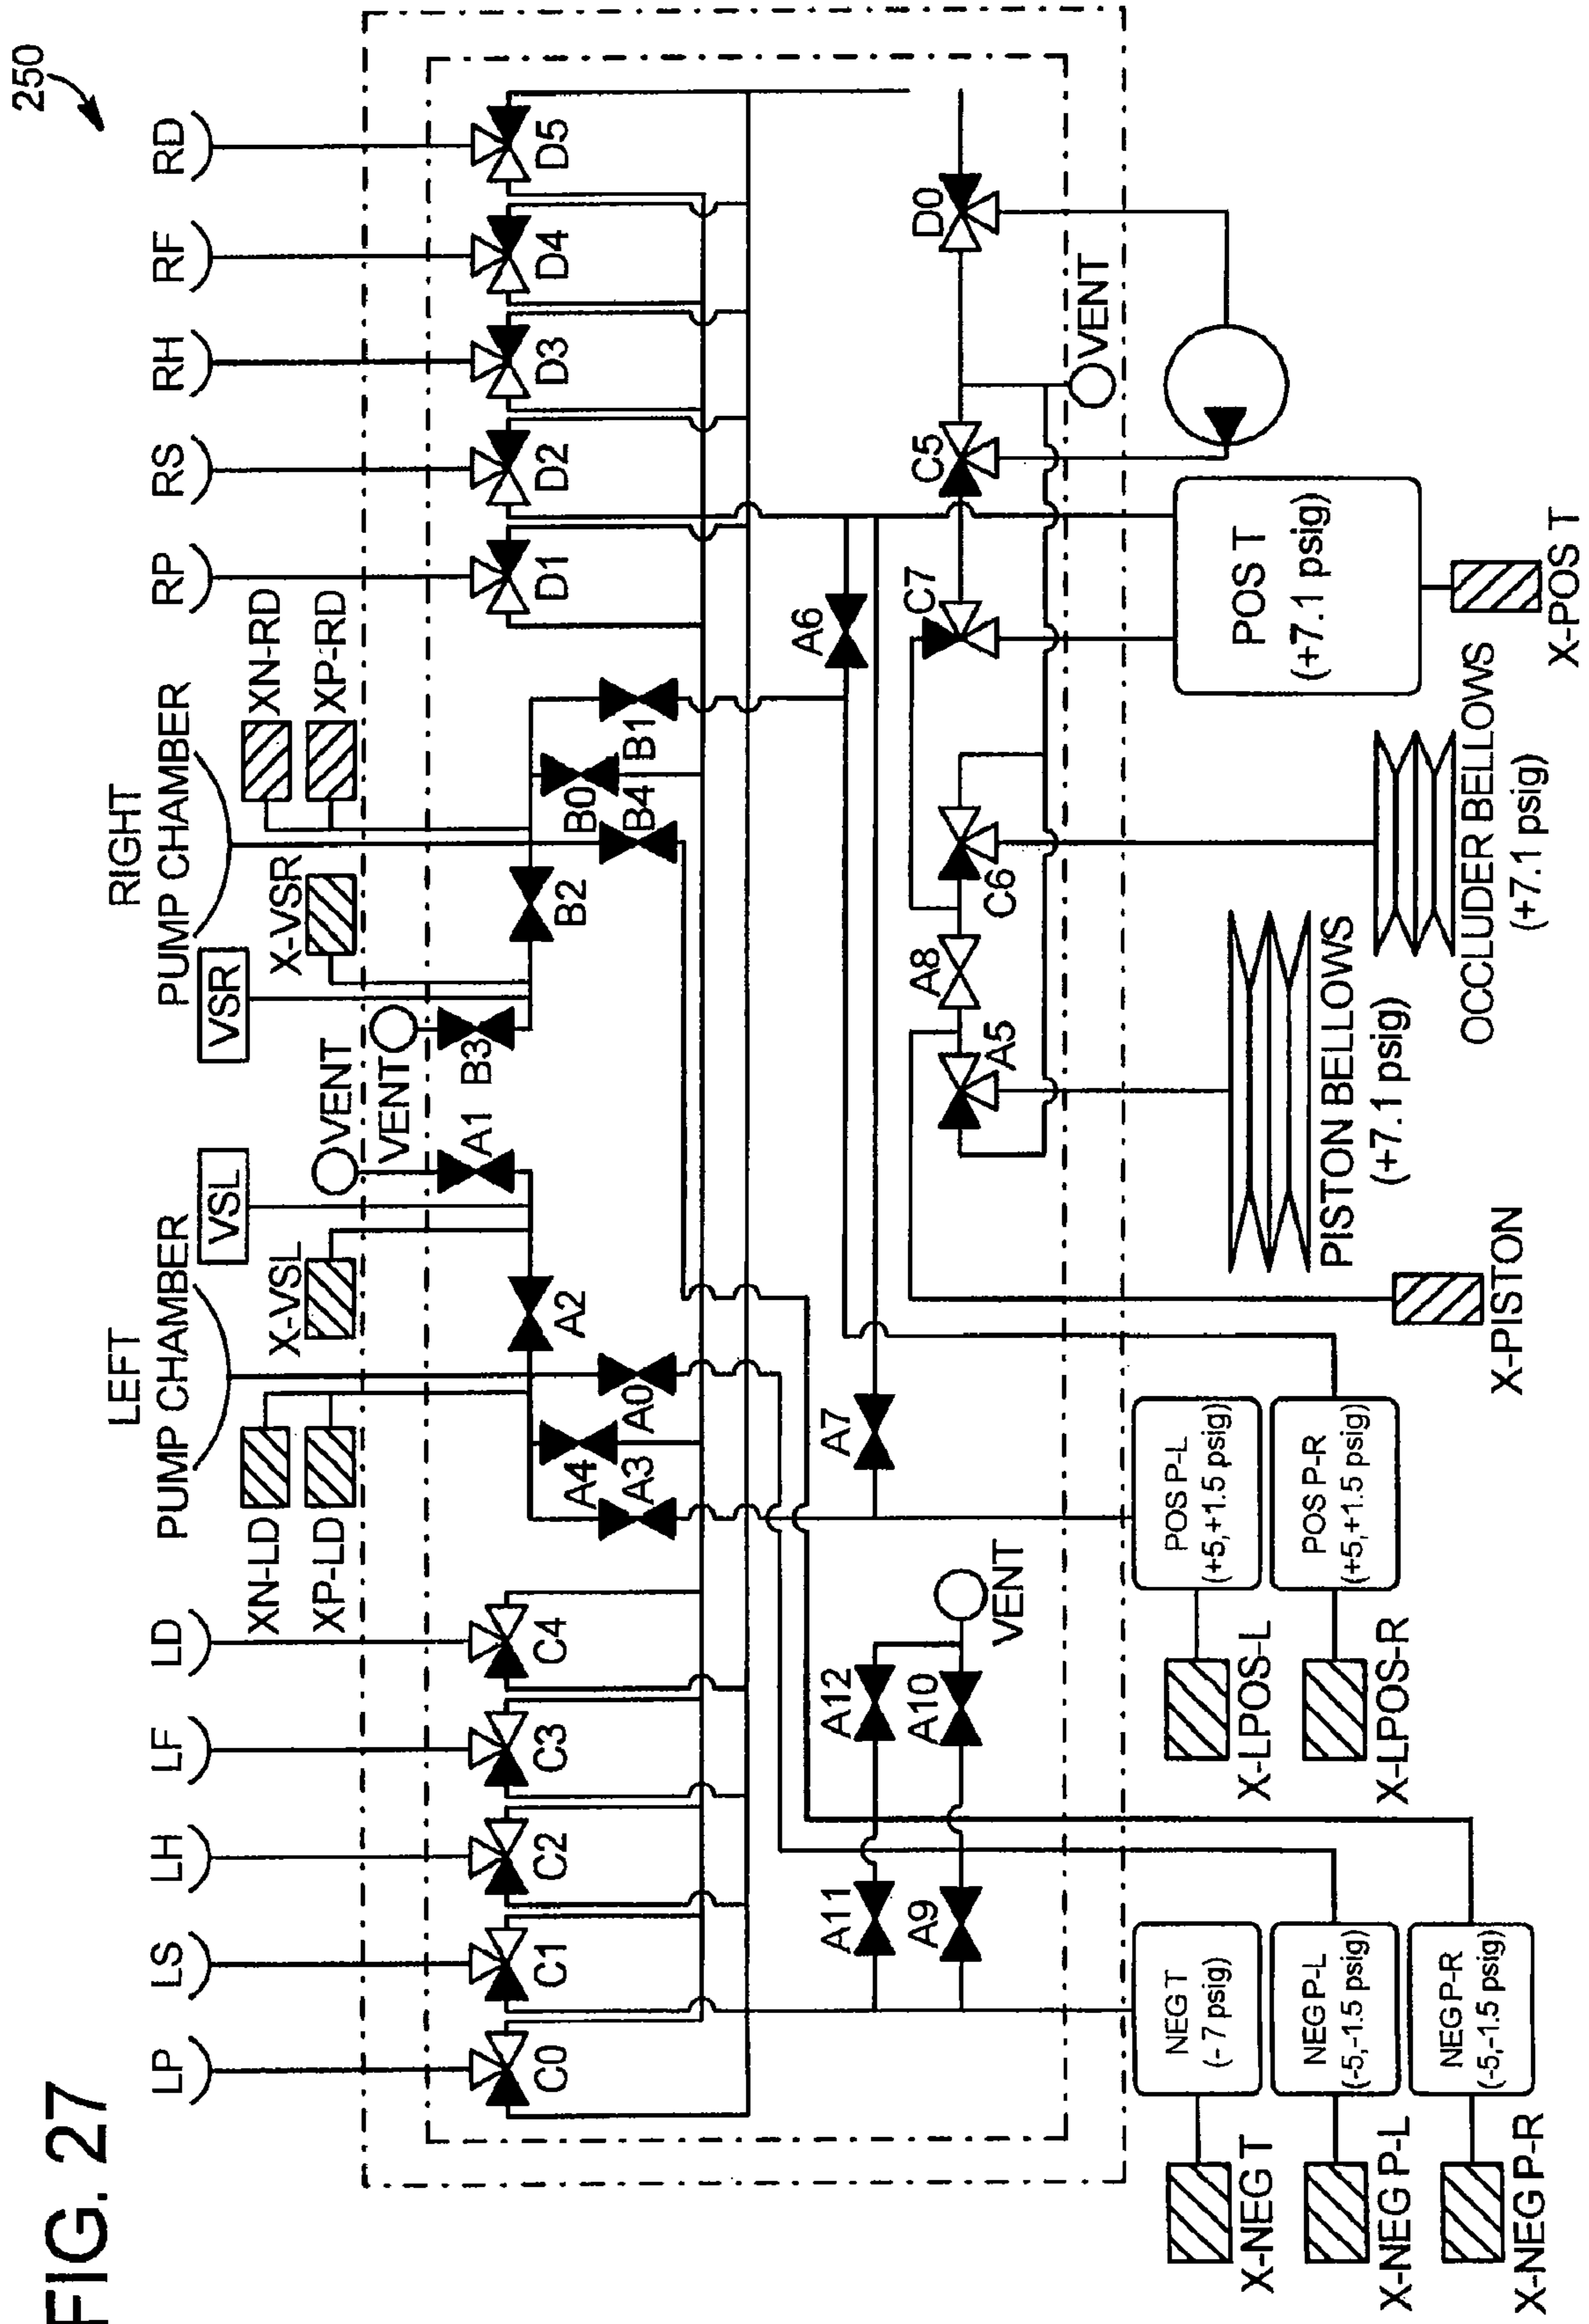 FIG. 27
250
LP
LS
LH
LF
LD
LEFT
PUMP CHAMBER
RIGHT
PUMP CHAMBER
RP
RS
RH
RF
RD
XN-LD
XP-LD
X-VSL
VSL
VENT
VENT
VSR
X-VSR
XN-RD
XP-RD
C0
C1
C2
C3
C4
A4
A3
A0
A2
A1
B3
B2
B4
B0
B1
D1
D2
D3
D4
D5
A11
A12
A9
A10
VENT
A7
A6
A5
A8
C6
C7
C5
D0
VENT
NEG T
(- 7 psig)
X-NEG T
NEG P-L
(-5,-1.5 psig)
X-NEG P-L
NEG P-R
(-5,-1.5 psig)
X-NEG P-R
POS P-L
(+5,+1.5 psig)
X-LPOS-L
POS P-R
(+5,+1.5 psig)
X-LPOS-R
X-PISTON
PISTON BELLOWS
(+7.1 psig)
OCCLUDER BELLOWS
(+7.1 psig)
POS T
(+7.1 psig)
X-POS T